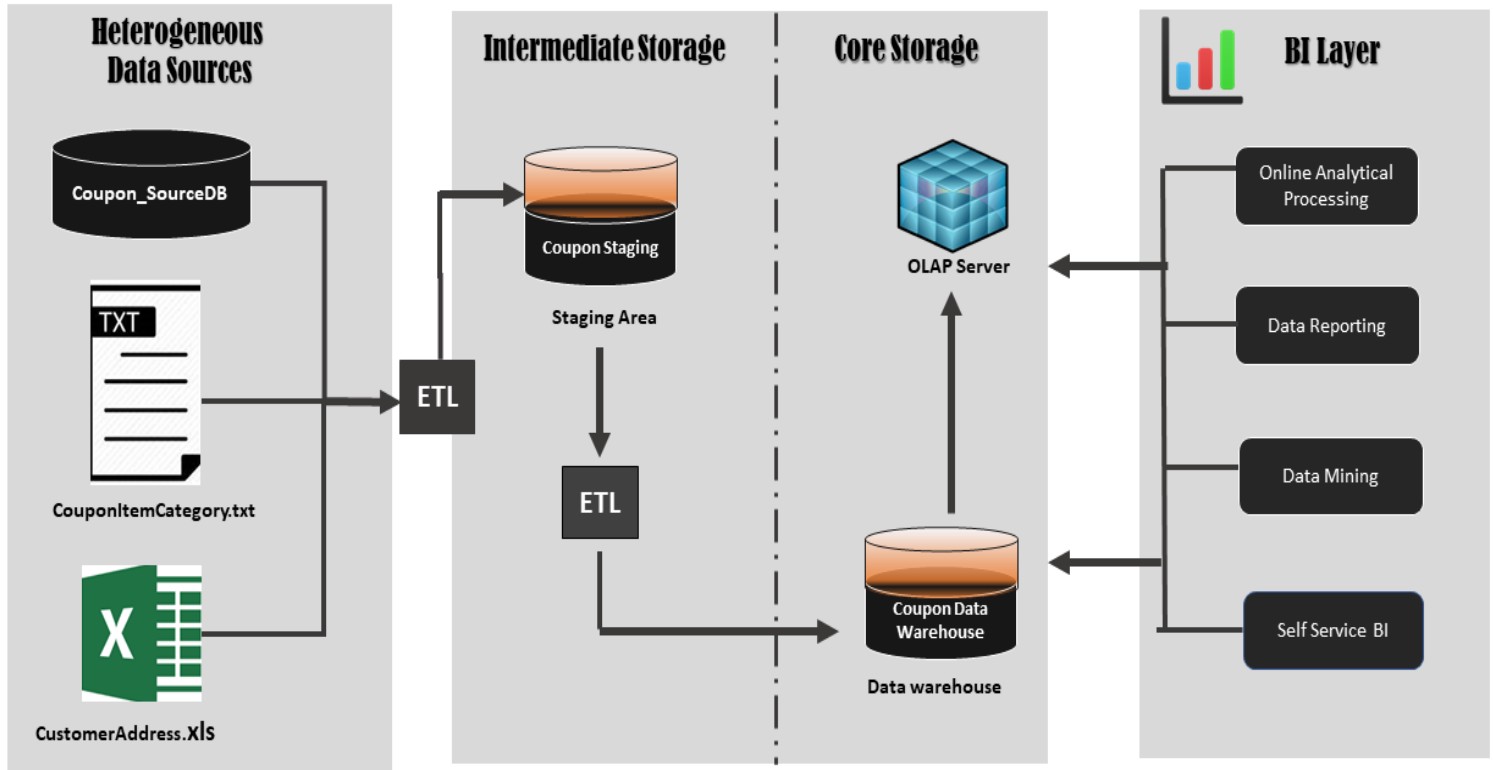 Heterogeneous
Data Sources
Coupon_SourceDB
TXT
CouponItemCategory.txt
X
CustomerAddress.xls
ETL
Intermediate Storage
Coupon Staging
Staging Area
ETL
Core Storage
OLAP Server
Coupon Data
Warehouse
Data warehouse
BI Layer
Online Analytical
Processing
Data Reporting
Data Mining
Self Service BI